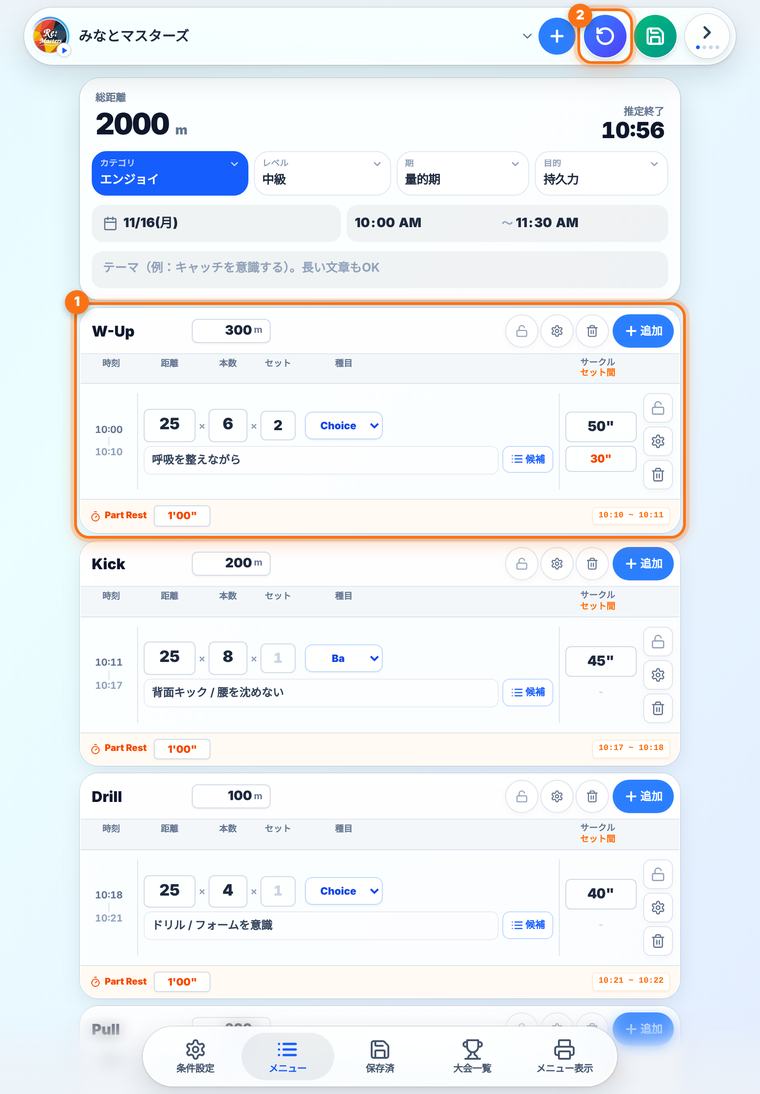 Re:
Masters
みなとマスターズ
2
総距離
2000 m
推定終了
10:56
カテゴリ
エンジョイ
レベル
中級
期
量的期
目的
持久力
11/16(月)
10:00 AM 〜 11:30 AM
テーマ（例：キャッチを意識する）。長い文章もOK
1
W-Up 300 m ＋ 追加
時刻 距離 本数 セット 種目 サークル
セット間
10:00
10:10
25 × 6 × 2 Choice 50"
呼吸を整えながら 候補 30"
Part Rest 1'00" 10:10 ~ 10:11
Kick 200 m ＋ 追加
時刻 距離 本数 セット 種目 サークル
セット間
10:11
10:17
25 × 8 × 1 Ba 45"
背面キック / 腰を沈めない 候補 -
Part Rest 1'00" 10:17 ~ 10:18
Drill 100 m ＋ 追加
時刻 距離 本数 セット 種目 サークル
セット間
10:18
10:21
25 × 4 × 1 Choice 40"
ドリル / フォームを意識 候補 -
Part Rest 1'00" 10:21 ~ 10:22
Pull ＋ 追加
条件設定 メニュー 保存済 大会一覧 メニュー表示